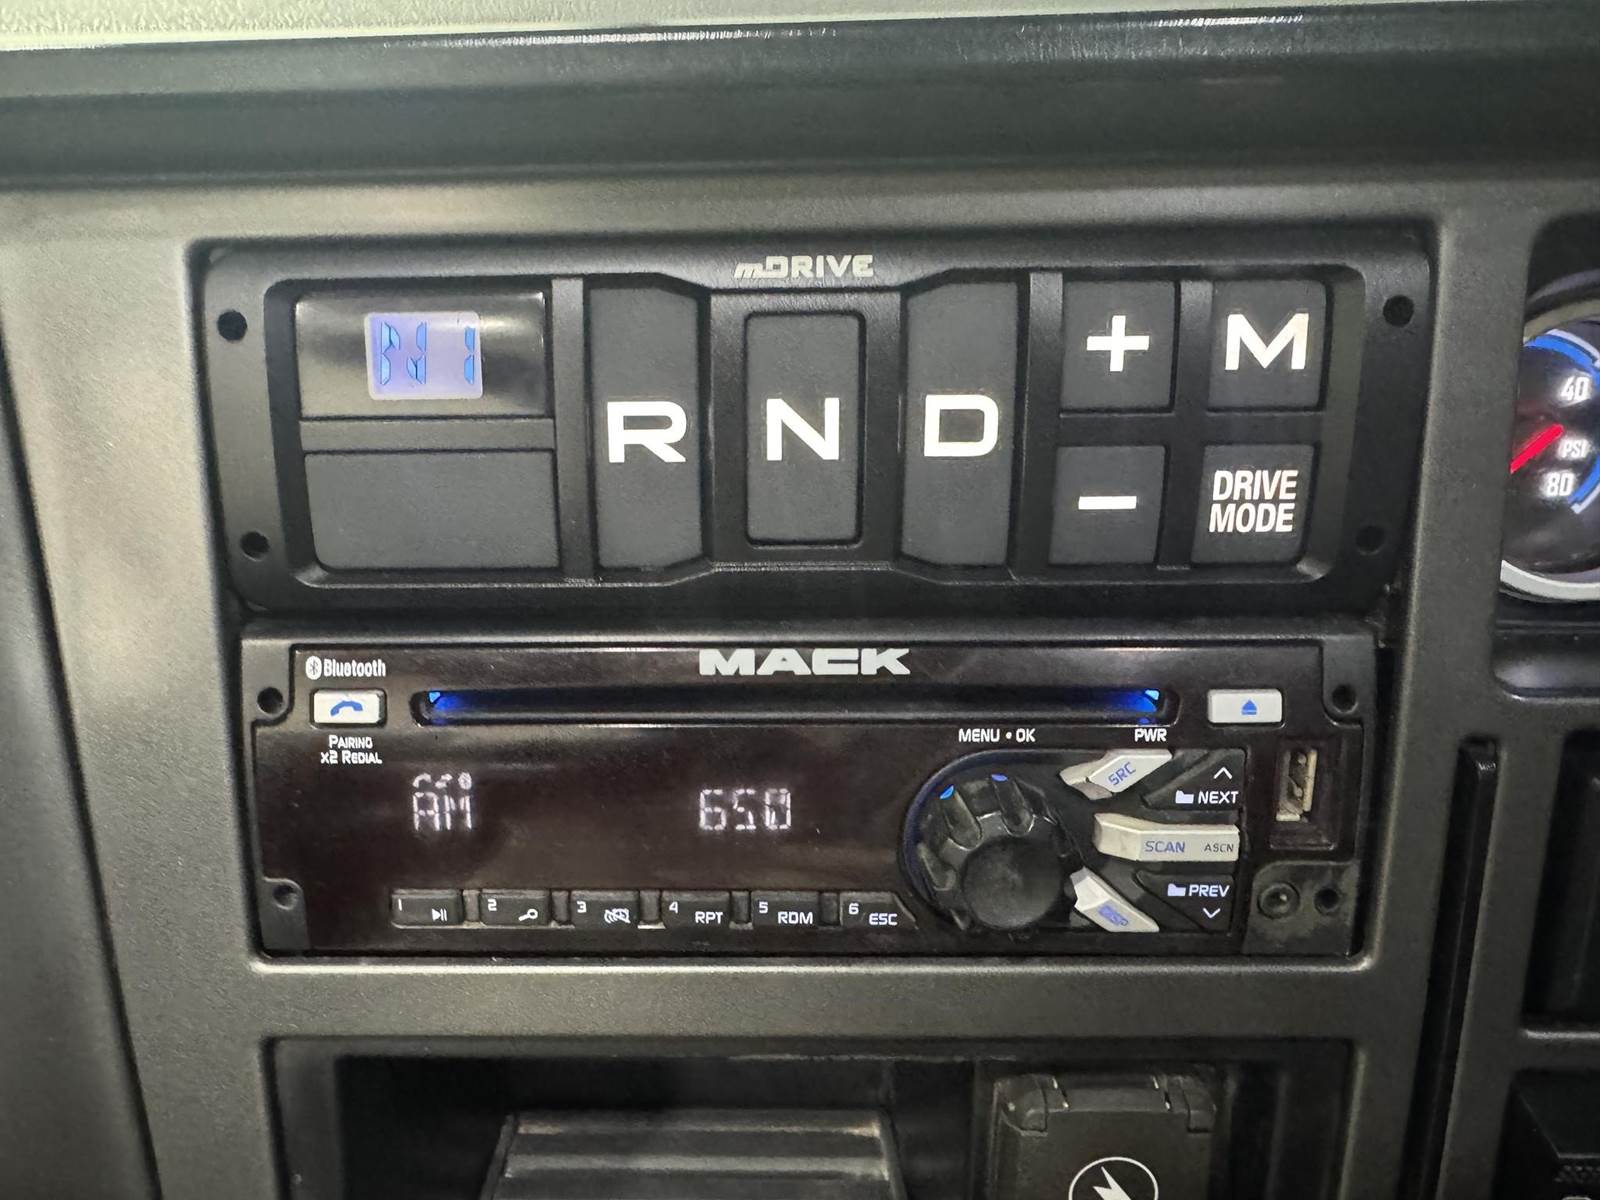 mDRIVE
R
N
D
+
M
−
DRIVE
MODE
40
PSI
80
Bluetooth
MACK
PAIRING
X2 REDIAL
MENU • OK
PWR
SRC
NEXT
AM
650
SCAN
ASCN
PREV
DISP
1
2
3
4 RPT
5 RDM
6 ESC